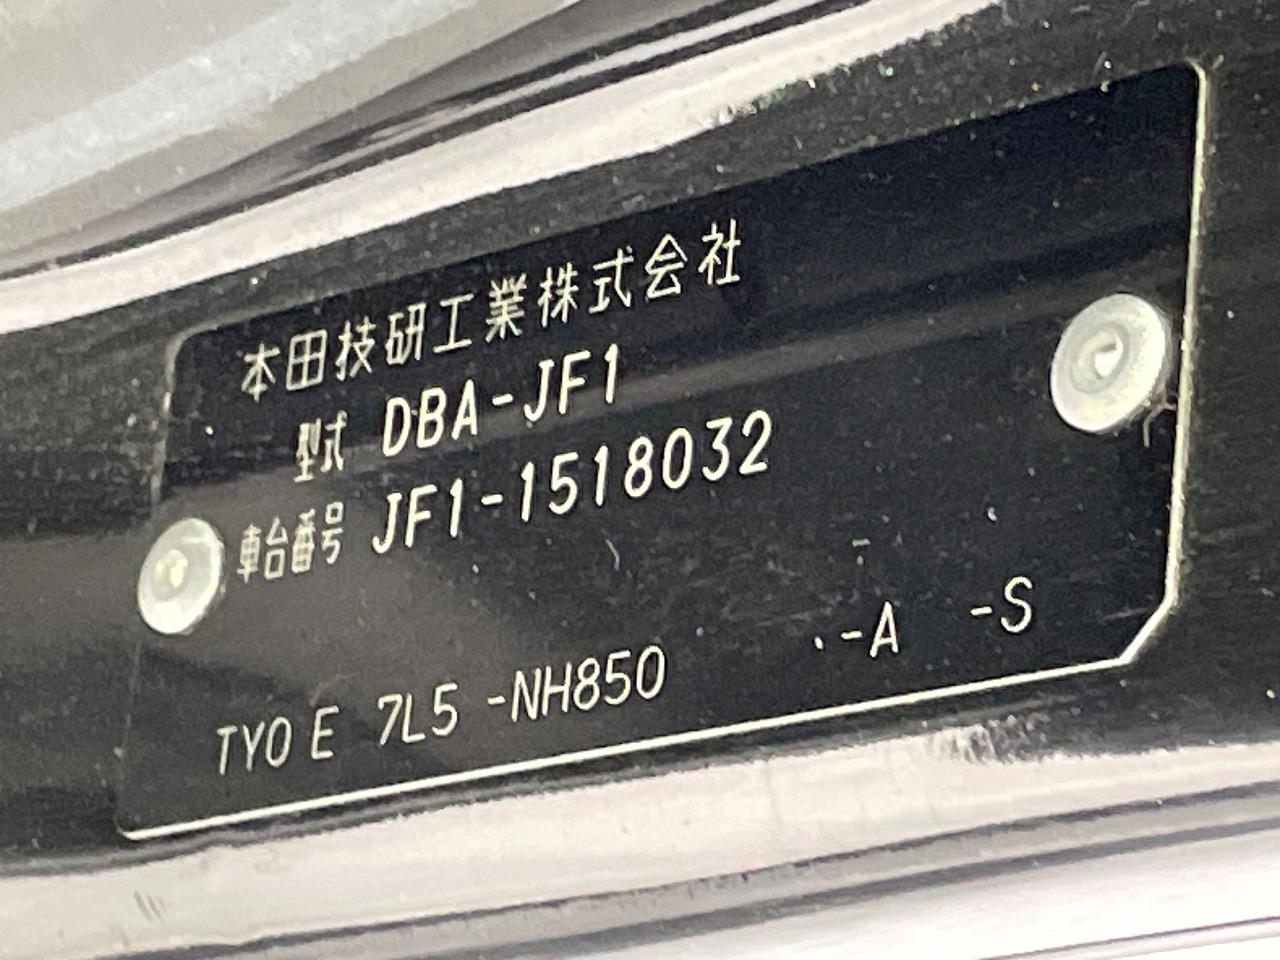 本田技研工業株式会社
型式 DBA-JF1
車台番号 JF1-1518032
TYO E 7L5 -NH850 -A -S